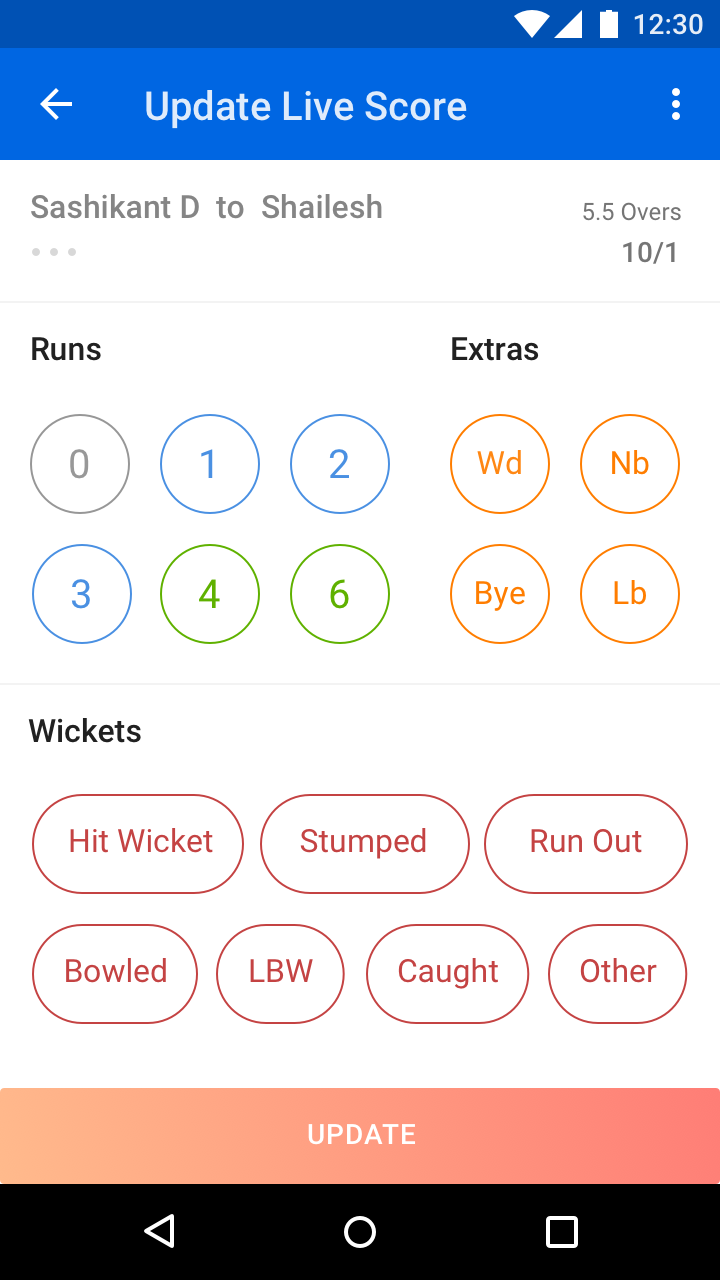 12:30
Update Live Score
Sashikant D to Shailesh
5.5 Overs
10/1
Runs
Extras
0 1 2 Wd Nb
3 4 6 Bye Lb
Wickets
Hit Wicket Stumped Run Out
Bowled LBW Caught Other
UPDATE